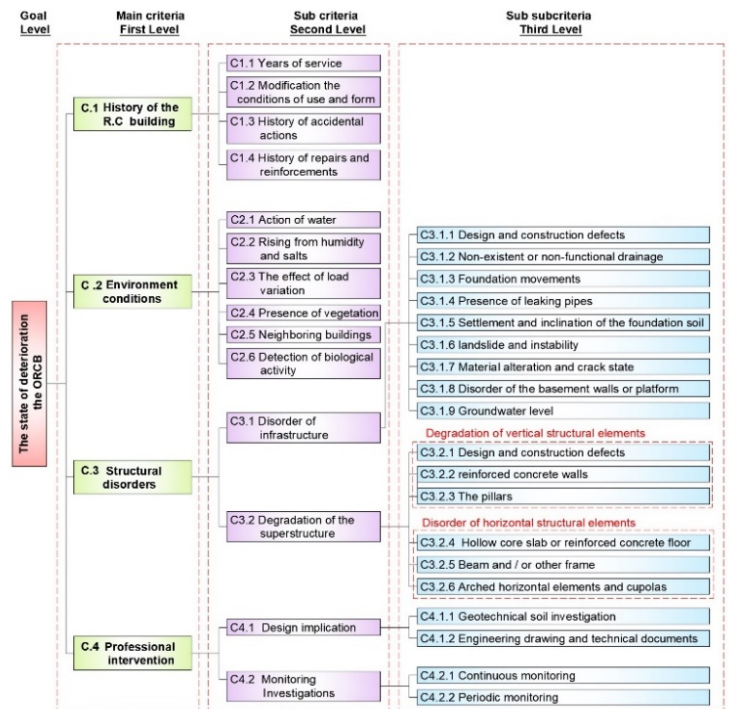 Goal
Level
Main criteria
First Level
Sub criteria
Second Level
Sub subcriteria
Third Level
The state of deterioration
the ORCB
C.1 History of the
R.C building
C1.1 Years of service
C1.2 Modification the
conditions of use and form
C1.3 History of accidental
actions
C1.4 History of repairs and
reinforcements
C .2 Environment
conditions
C2.1 Action of water
C2.2 Rising from humidity
and salts
C2.3 The effect of load
variation
C2.4 Presence of vegetation
C2.5 Neighboring buildings
C2.6 Detection of biological
activity
C.3 Structural
disorders
C3.1 Disorder of
infrastructure
C3.1.1 Design and construction defects
C3.1.2 Non-existent or non-functional drainage
C3.1.3 Foundation movements
C3.1.4 Presence of leaking pipes
C3.1.5 Settlement and inclination of the foundation soil
C3.1.6 landslide and instability
C3.1.7 Material alteration and crack state
C3.1.8 Disorder of the basement walls or platform
C3.1.9 Groundwater level
C3.2 Degradation of the
superstructure
Degradation of vertical structural elements
C3.2.1 Design and construction defects
C3.2.2 reinforced concrete walls
C3.2.3 The pillars
Disorder of horizontal structural elements
C3.2.4 Hollow core slab or reinforced concrete floor
C3.2.5 Beam and / or other frame
C3.2.6 Arched horizontal elements and cupolas
C.4 Professional
intervention
C4.1 Design implication
C4.1.1 Geotechnical soil investigation
C4.1.2 Engineering drawing and technical documents
C4.2 Monitoring
Investigations
C4.2.1 Continuous monitoring
C4.2.2 Periodic monitoring